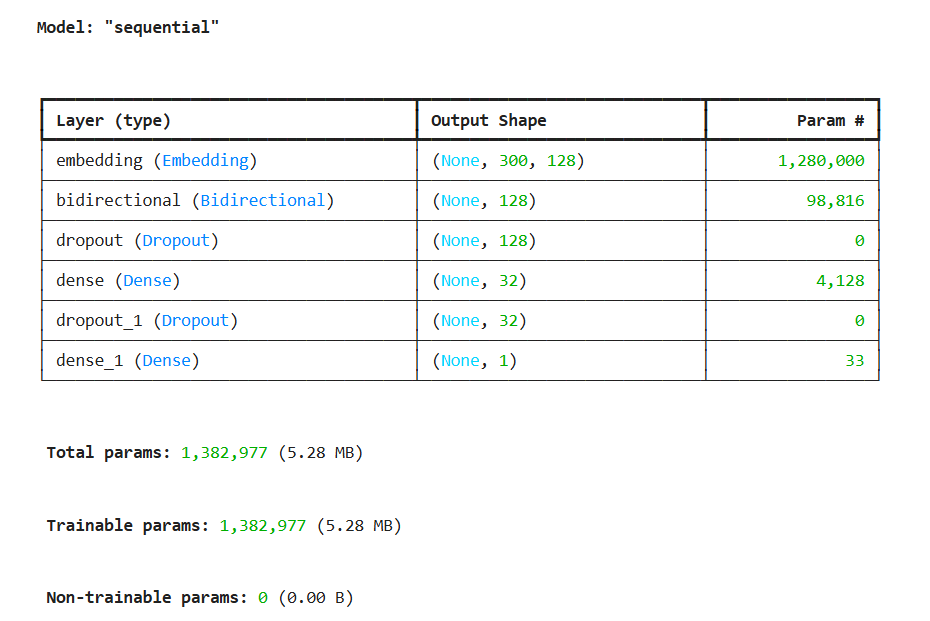 Model: "sequential"
Layer (type) Output Shape Param #
embedding (Embedding) (None, 300, 128) 1,280,000
bidirectional (Bidirectional) (None, 128) 98,816
dropout (Dropout) (None, 128) 0
dense (Dense) (None, 32) 4,128
dropout_1 (Dropout) (None, 32) 0
dense_1 (Dense) (None, 1) 33
Total params: 1,382,977 (5.28 MB)
Trainable params: 1,382,977 (5.28 MB)
Non-trainable params: 0 (0.00 B)